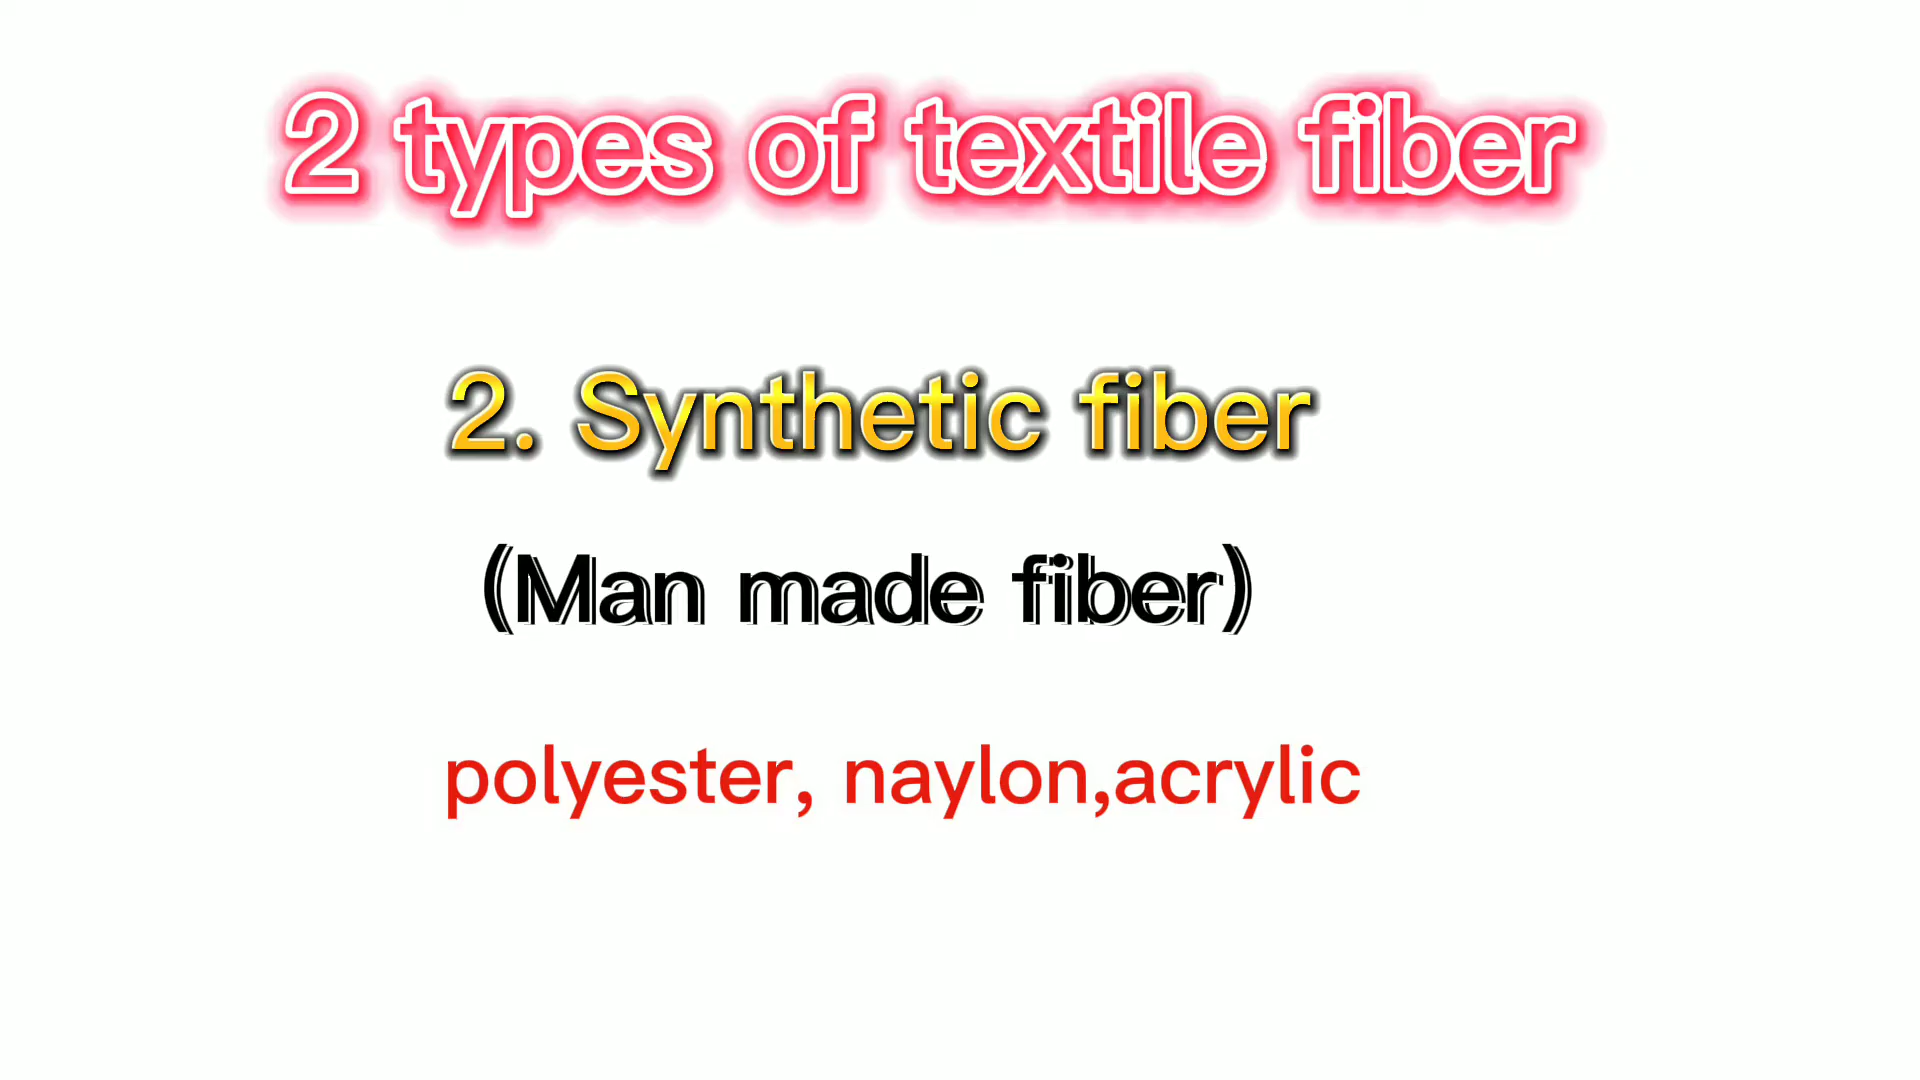 2 types of textile fiber
2. Synthetic fiber
(Man made fiber)
polyester, naylon,acrylic